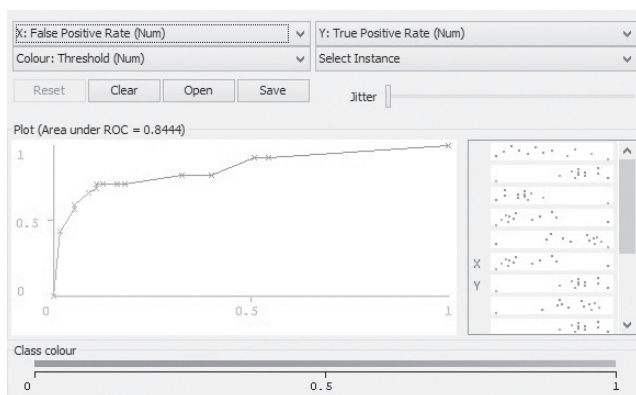 X: False Positive Rate (Num)
Y: True Positive Rate (Num)
Colour: Threshold (Num)
Select Instance
Reset
Clear
Open
Save
Jitter
Plot (Area under ROC = 0.8444)
1
0.5
0
0
0.5
1
X
Y
Class colour
0
0.5
1